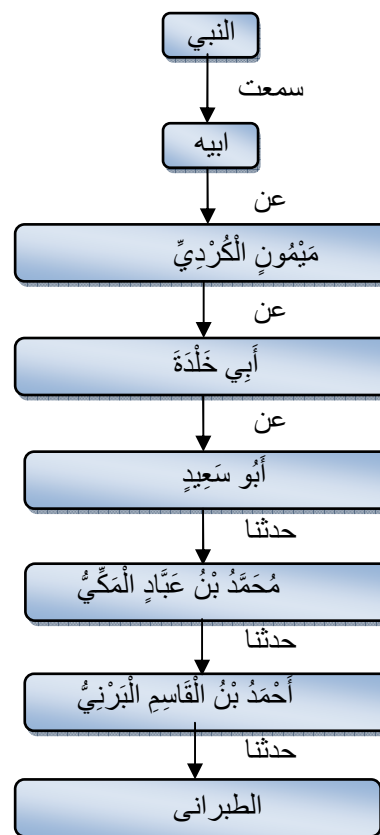 النبي
سمعت
ابيه
عن
مَيْمُونٍ الْكُرْدِيِّ
عن
أَبِي خَلْدَةَ
عن
أَبُو سَعِيدٍ
حدثنا
مُحَمَّدُ بْنُ عَبَّادٍ الْمَكِّيُّ
حدثنا
أَحْمَدُ بْنُ الْقَاسِمِ الْبَرْنِيُّ
حدثنا
الطبرانى